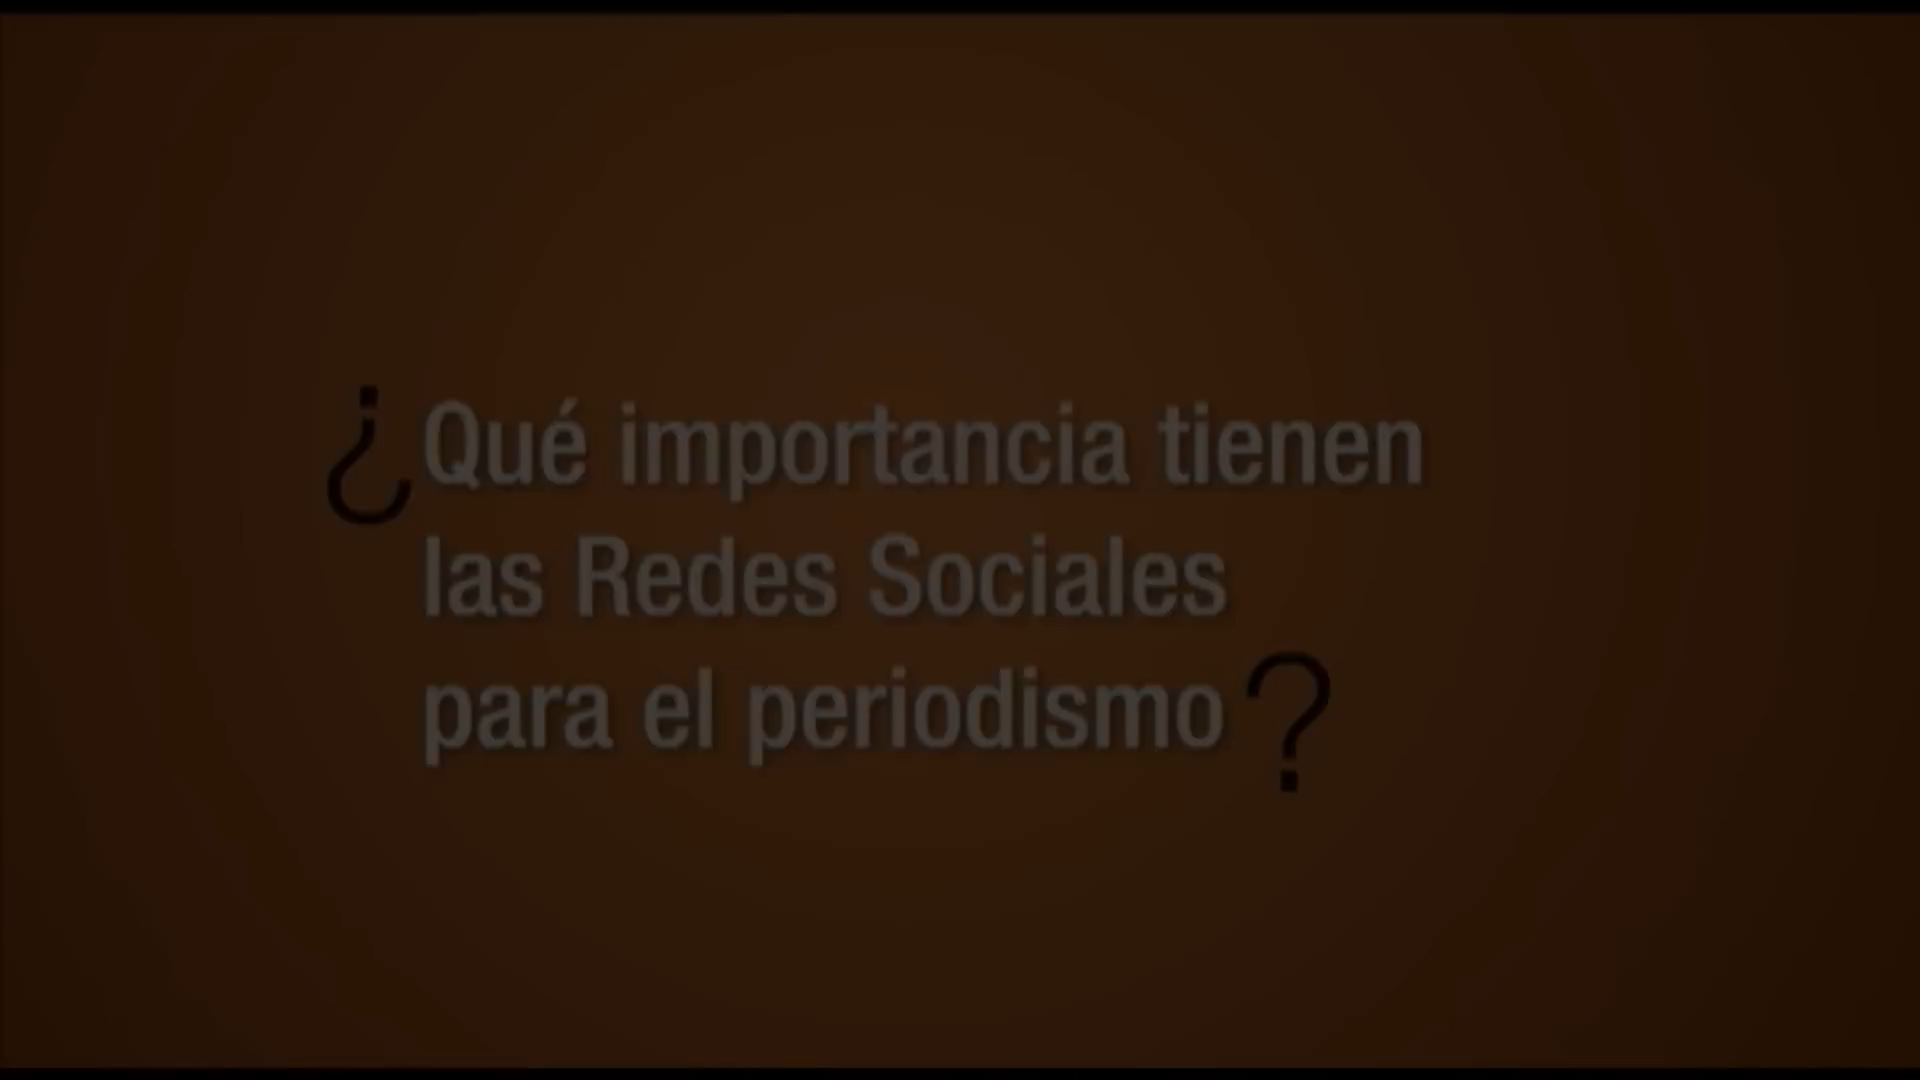 ¿Qué importancia tienen
las Redes Sociales
para el periodismo?